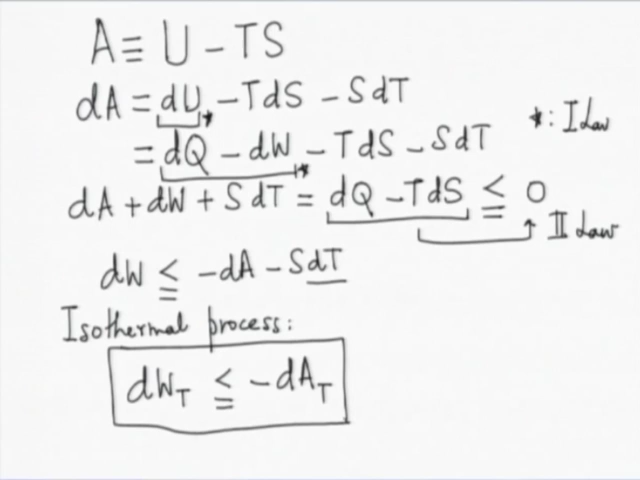 A ≡ U - TS
dA = dU* - TdS - SdT
*: I Law
= dQ - dW* - TdS - SdT
dA + dW + SdT = dQ - TdS ≤ 0
II Law
dW ≤ -dA - SdT
Isothermal process:
dW_T ≤ -dA_T